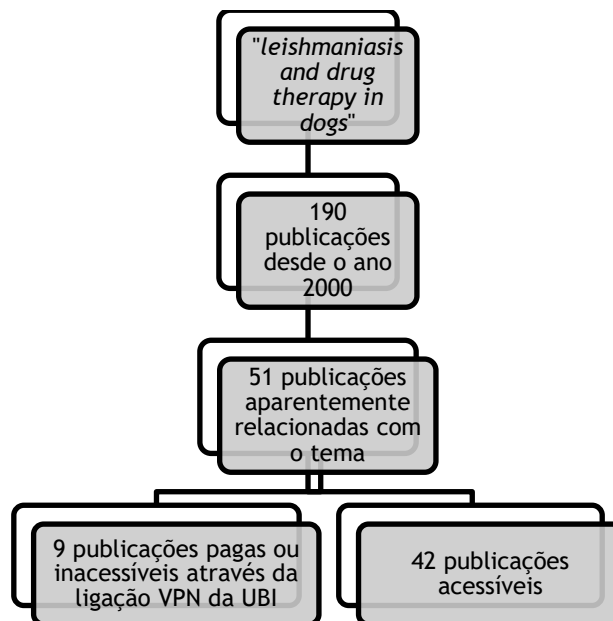 "leishmaniasis
and drug
therapy in
dogs"
190
publicações
desde o ano
2000
51 publicações
aparentemente
relacionadas com
o tema
9 publicações pagas ou
inacessíveis através da
ligação VPN da UBI
42 publicações
acessíveis